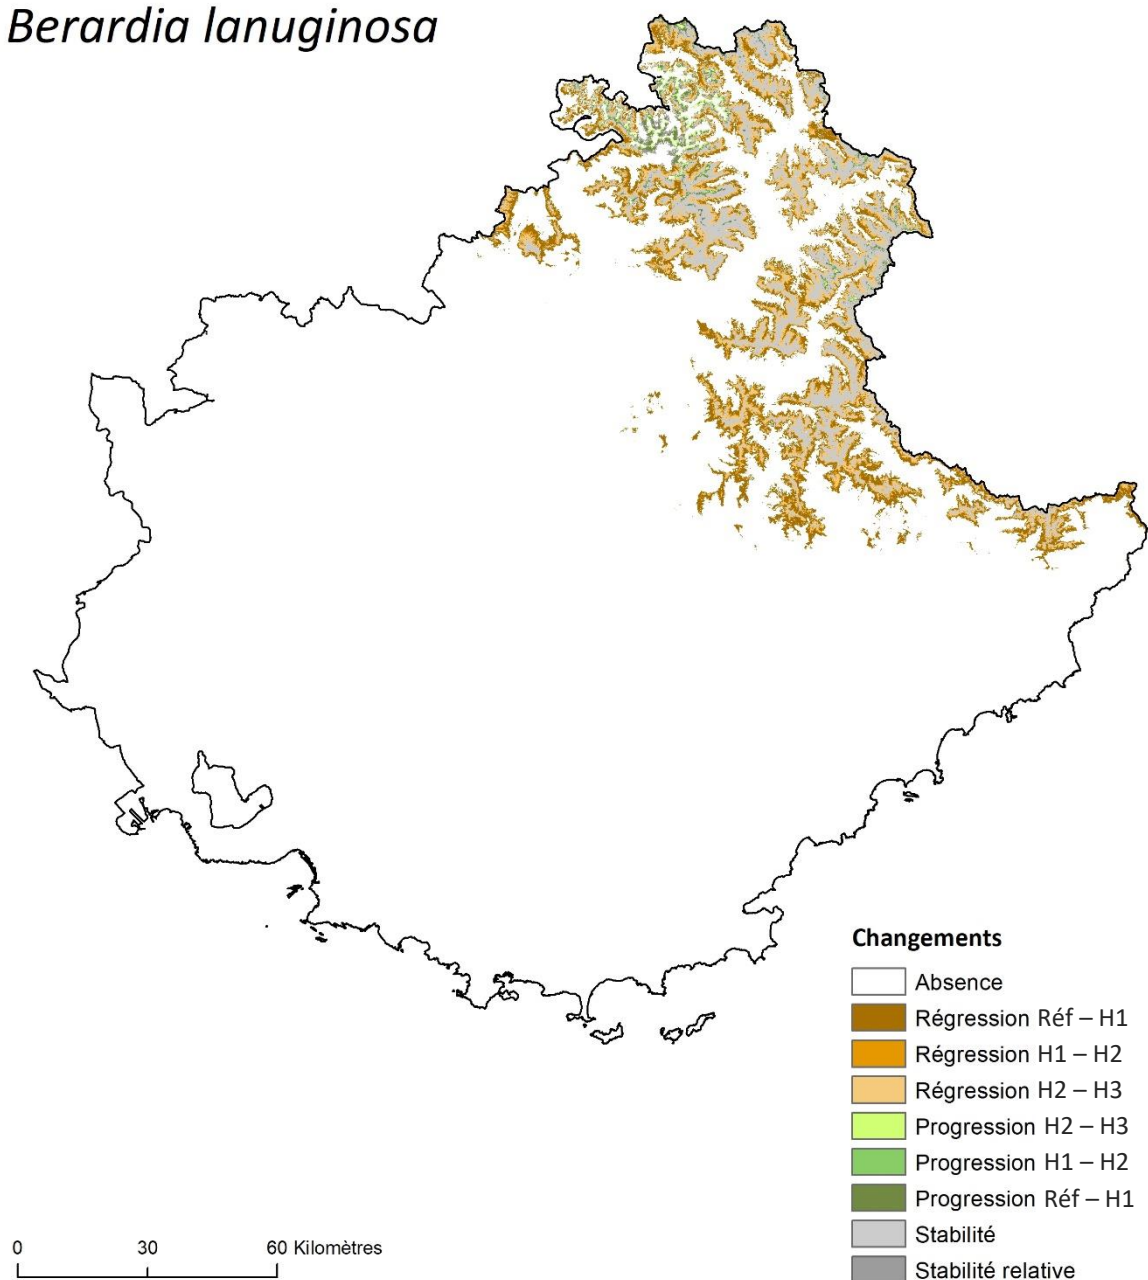 Berardia lanuginosa
Changements
Absence
Régression Réf – H1
Régression H1 – H2
Régression H2 – H3
Progression H2 – H3
Progression H1 – H2
Progression Réf – H1
Stabilité
Stabilité relative
0 30 60 Kilomètres